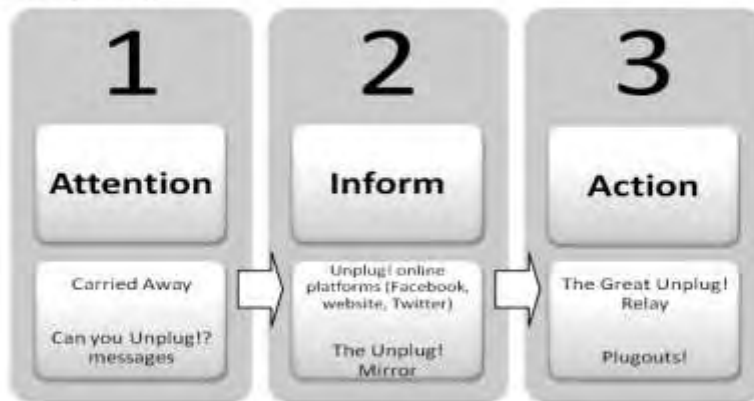 1
Attention
Carried Away
Can you Unplug!?
messages
2
Inform
Unplug! online
platforms (Facebook,
website, Twitter)
The Unplug!
Mirror
3
Action
The Great Unplug!
Relay
Plugouts!